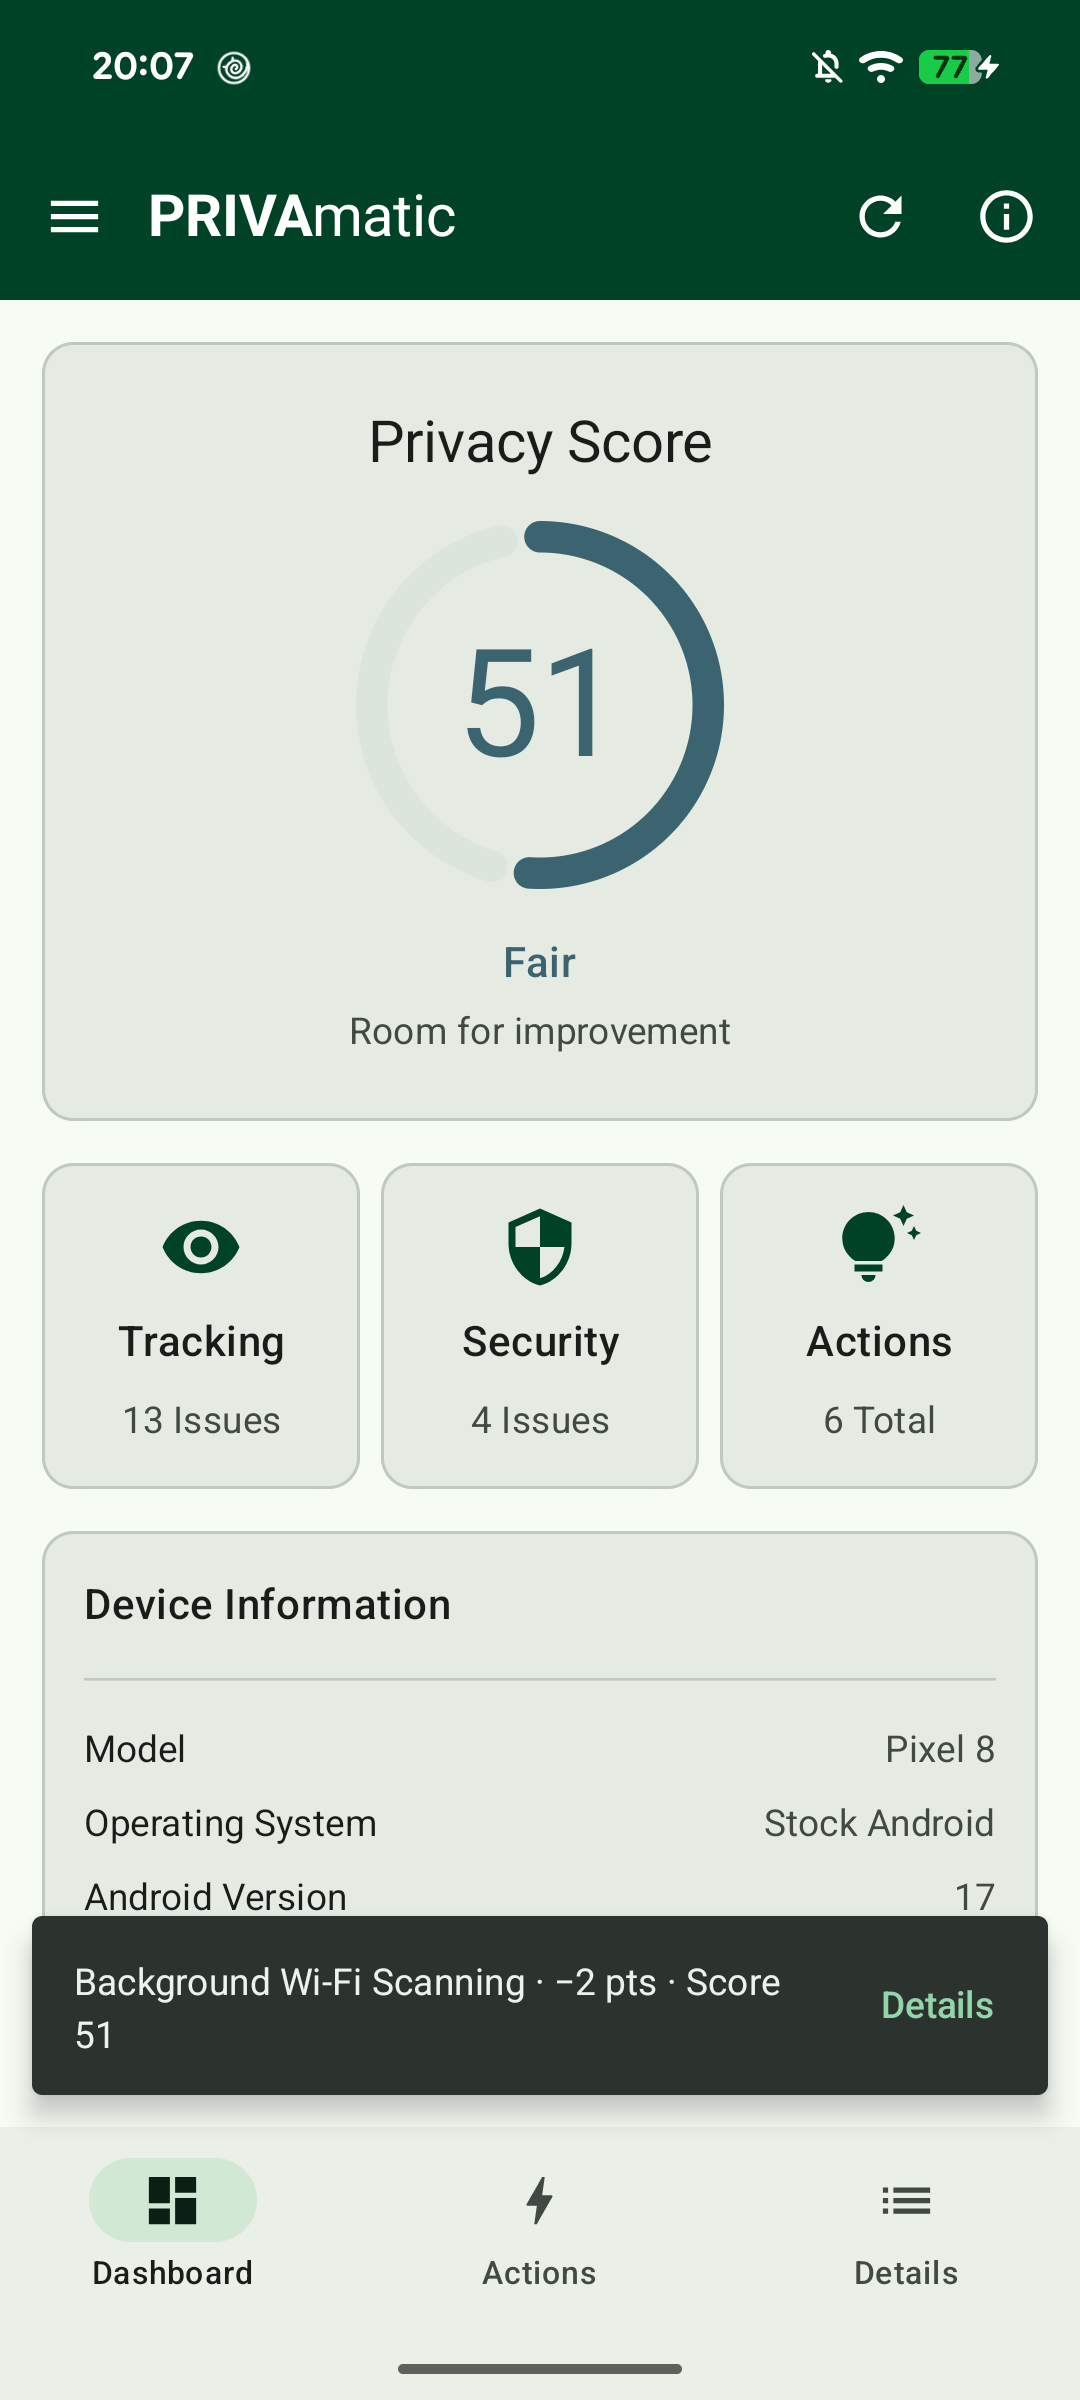 20:07
77
PRIVAmatic
Privacy Score
51
Fair
Room for improvement
Tracking
13 Issues
Security
4 Issues
Actions
6 Total
Device Information
Model
Pixel 8
Operating System
Stock Android
Android Version
17
Background Wi-Fi Scanning · −2 pts · Score
51
Details
Dashboard
Actions
Details